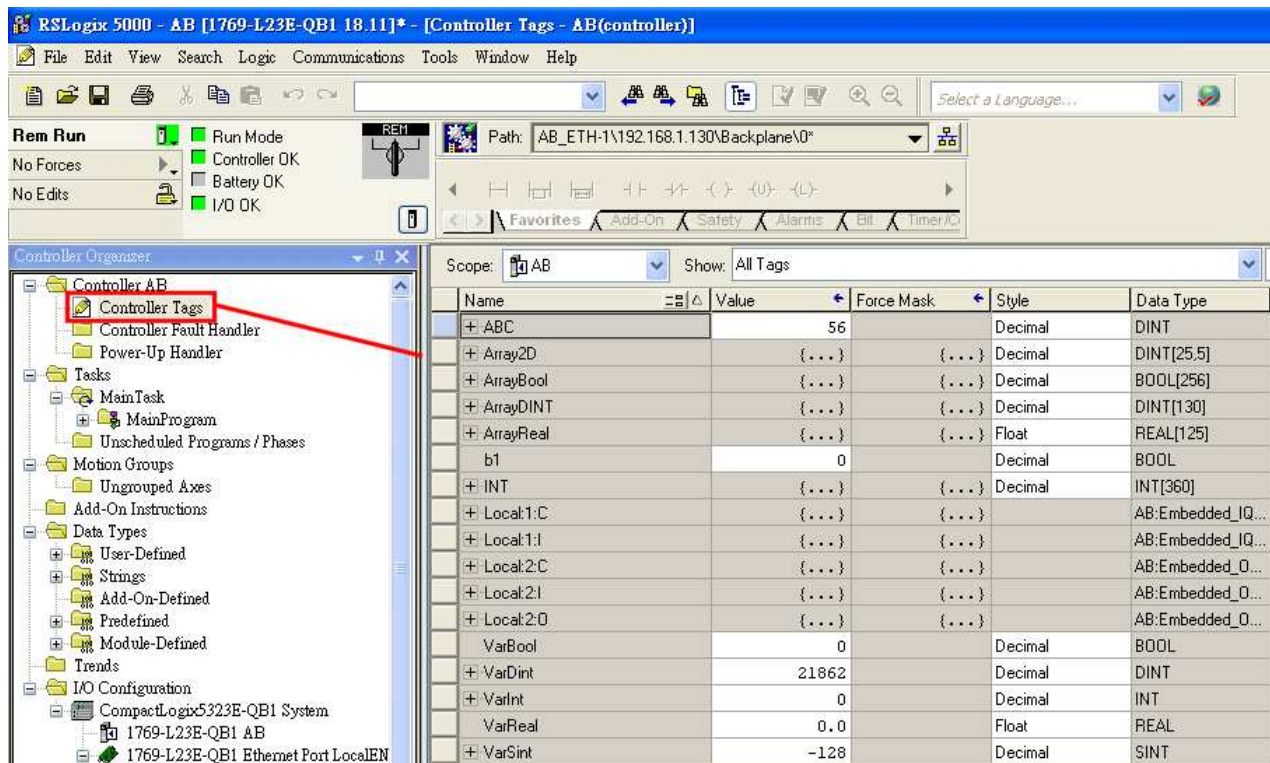 RSLogix 5000 - AB [1769-L23E-QB1 18.11]* - [Controller Tags - AB(controller)]
File Edit View Search Logic Communications Tools Window Help
Select a Language...
Rem Run
No Forces
No Edits
Run Mode
Controller OK
Battery OK
I/O OK
REM
Path: AB_ETH-1\192.168.1.130\Backplane\0*
Favorites Add-On Safety Alarms Bit Timer/C
Controller Organizer
Controller AB
Controller Tags
Controller Fault Handler
Power-Up Handler
Tasks
MainTask
MainProgram
Unscheduled Programs / Phases
Motion Groups
Ungrouped Axes
Add-On Instructions
Data Types
User-Defined
Strings
Add-On-Defined
Predefined
Module-Defined
Trends
I/O Configuration
CompactLogix5323E-QB1 System
1769-L23E-QB1 AB
1769-L23E-QB1 Ethernet Port LocalEN
Scope: AB Show: All Tags
Name Value Force Mask Style Data Type
ABC 56 Decimal DINT
Array2D {...} {...} Decimal DINT[25,5]
ArrayBool {...} {...} Decimal BOOL[256]
ArrayDINT {...} {...} Decimal DINT[130]
ArrayReal {...} {...} Float REAL[125]
b1 0 Decimal BOOL
INT {...} {...} Decimal INT[360]
Local:1:C {...} {...} AB:Embedded_IQ...
Local:1:I {...} {...} AB:Embedded_IQ...
Local:2:C {...} {...} AB:Embedded_O...
Local:2:I {...} {...} AB:Embedded_O...
Local:2:O {...} {...} AB:Embedded_O...
VarBool 0 Decimal BOOL
VarDint 21862 Decimal DINT
VarInt 0 Decimal INT
VarReal 0.0 Float REAL
VarSint -128 Decimal SINT